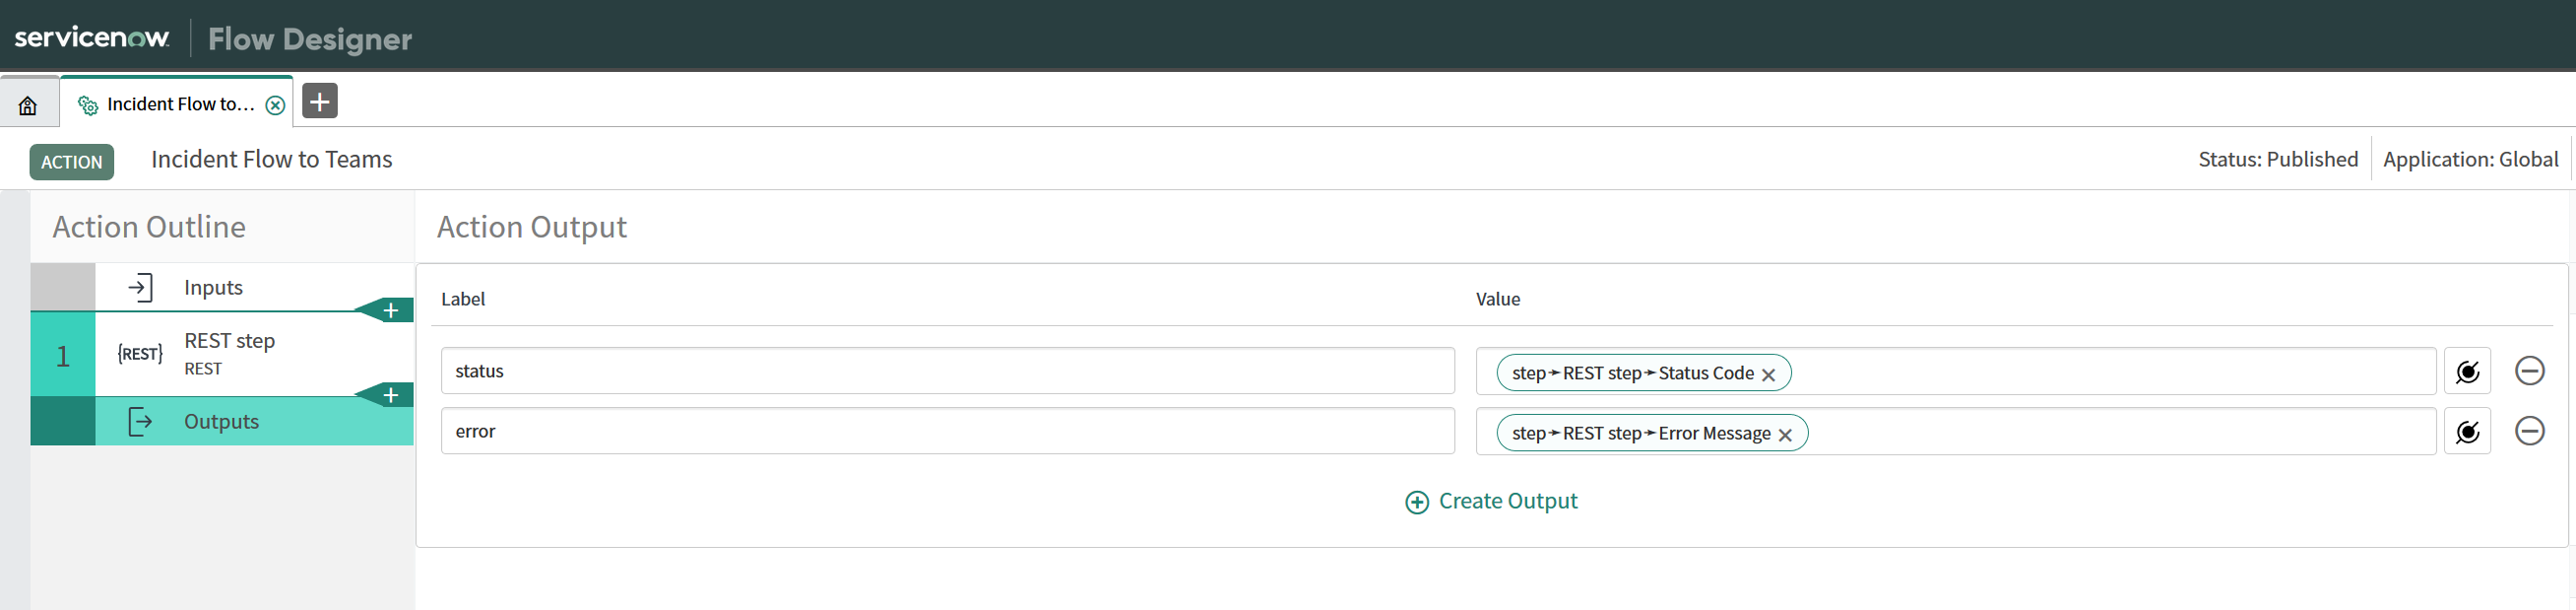 servicenow Flow Designer
Incident Flow to...
ACTION Incident Flow to Teams Status: Published Application: Global
Action Outline Action Output
Inputs
Label Value
1 {REST} REST step
REST
status step→REST step→Status Code
error step→REST step→Error Message
Outputs
Create Output